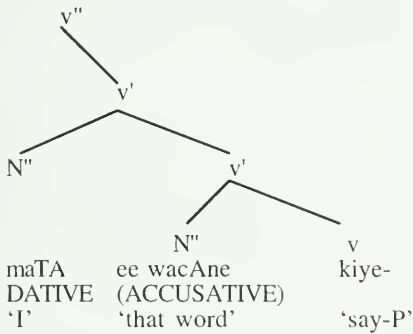 v"
v'
N" v'
N" v
maTA ee wacAne kiye-
DATIVE (ACCUSATIVE)
‘I’ ‘that word’ ‘say-P’